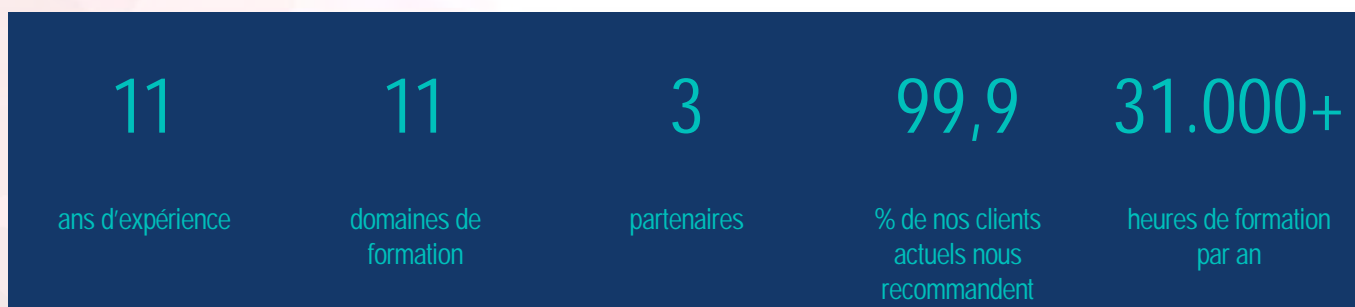 11
ans d'expérience
11
domaines de
formation
3
partenaires
99,9
% de nos clients
actuels nous
recommandent
31.000+
heures de formation
par an